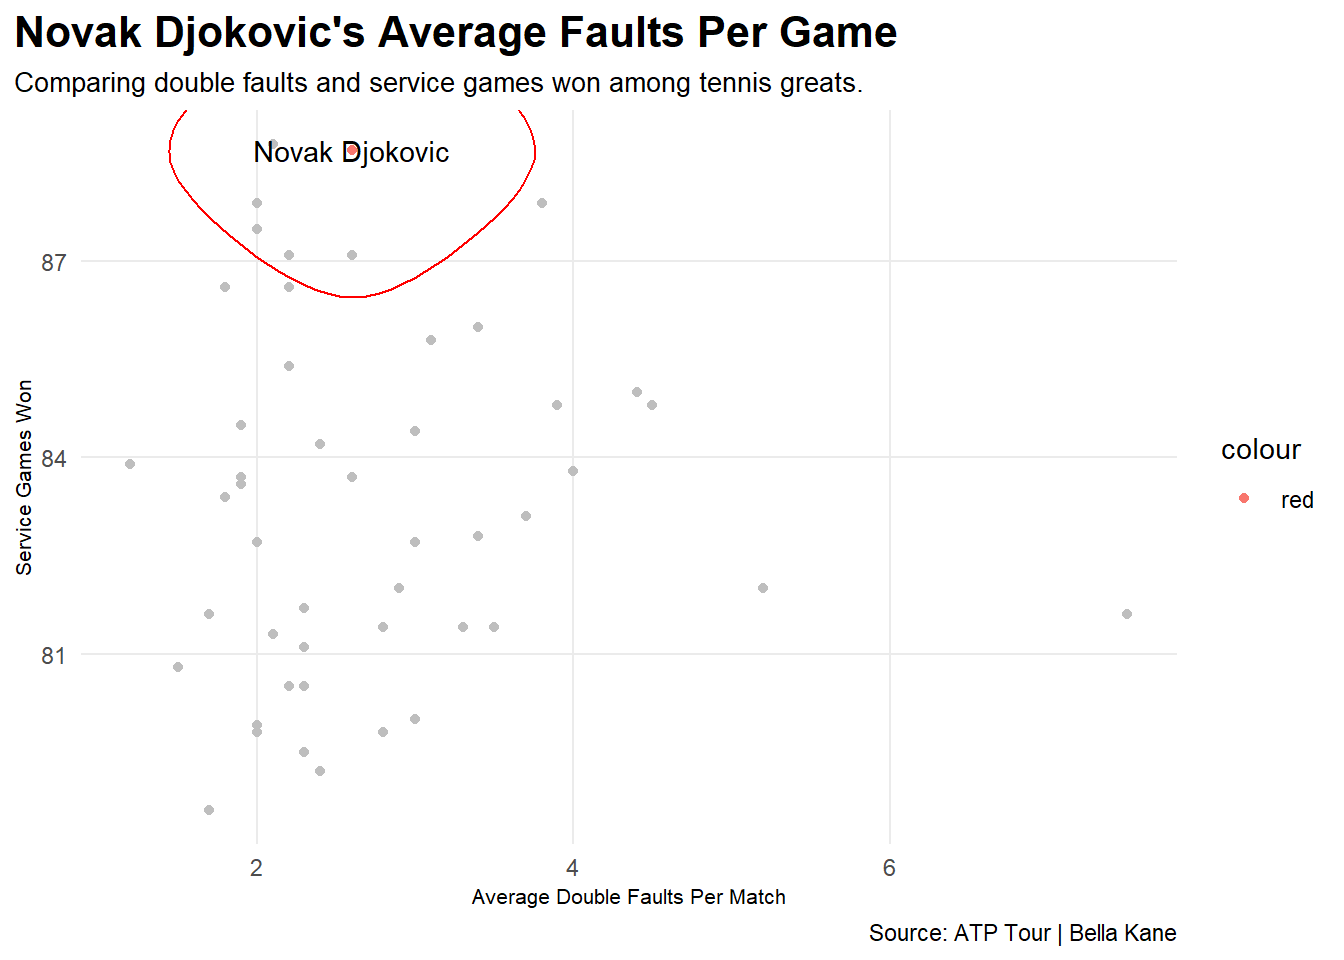 Novak Djokovic's Average Faults Per Game
Comparing double faults and service games won among tennis greats.
Novak Djokovic
87
84
81
Service Games Won
2
4
6
Average Double Faults Per Match
colour
red
Source: ATP Tour | Bella Kane